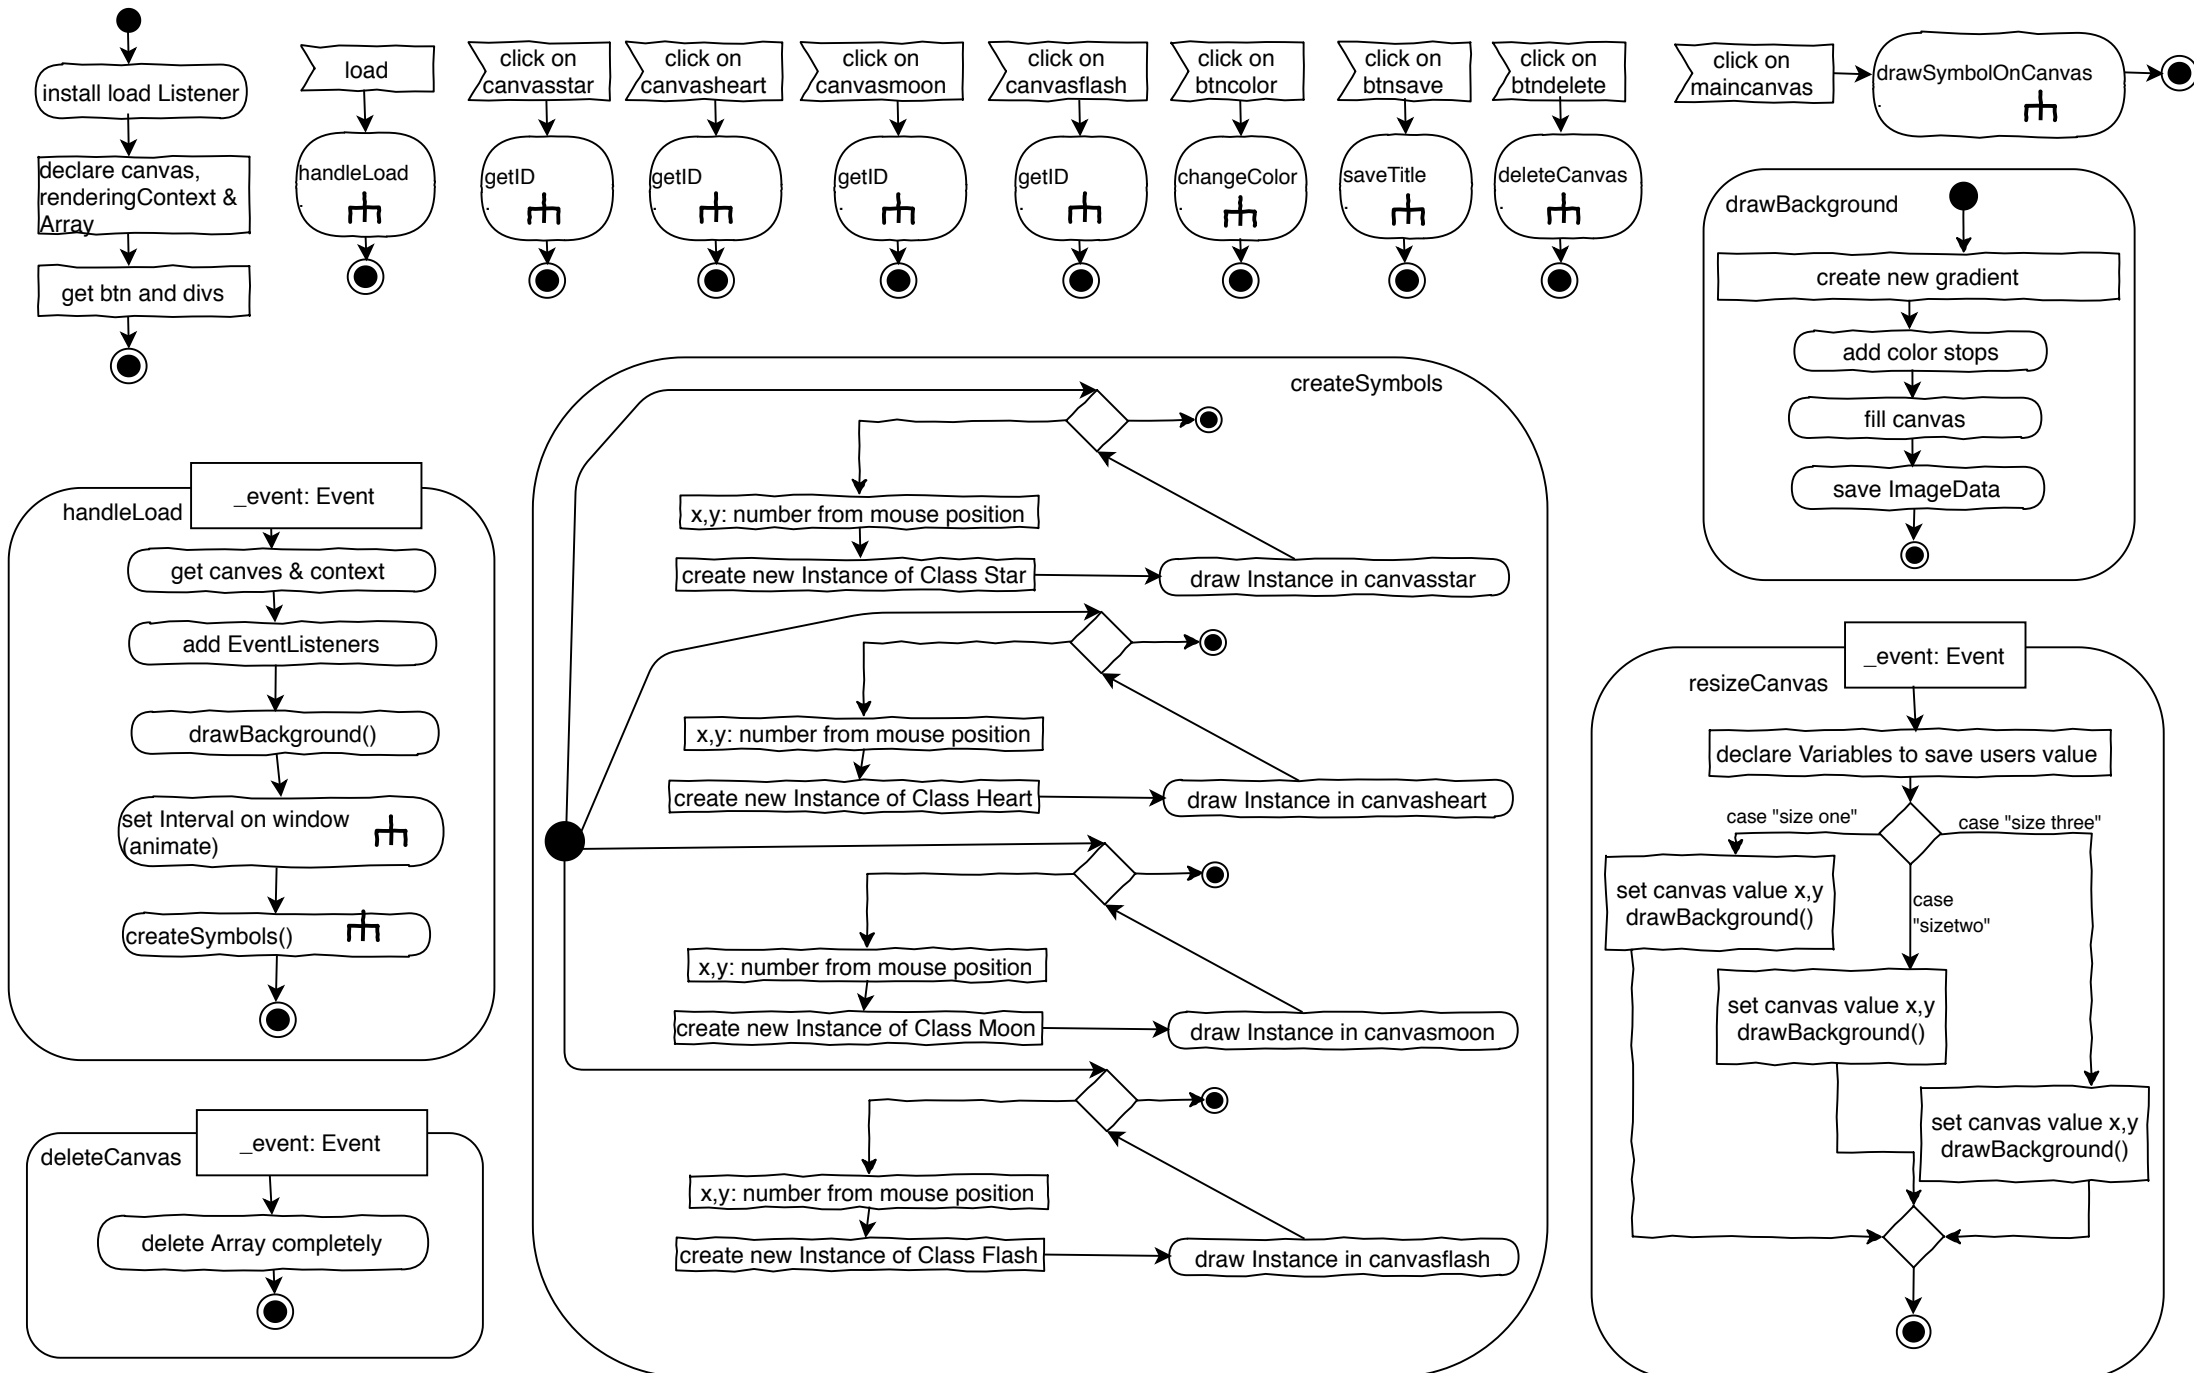 install load Listener
declare canvas,
renderingContext &
Array
get btn and divs
load
handleLoad
.
click on
canvasstar
getID
.
click on
canvasheart
getID
.
click on
canvasmoon
getID
.
click on
canvasflash
getID
.
click on
btncolor
changeColor
.
click on
btnsave
saveTitle
.
click on
btndelete
deleteCanvas
.
click on
maincanvas
drawSymbolOnCanvas
.
drawBackground
create new gradient
add color stops
fill canvas
save ImageData
handleLoad
_event: Event
get canves & context
add EventListeners
drawBackground()
set Interval on window
(animate)
createSymbols()
deleteCanvas
_event: Event
delete Array completely
createSymbols
x,y: number from mouse position
create new Instance of Class Star
draw Instance in canvasstar
x,y: number from mouse position
create new Instance of Class Heart
draw Instance in canvasheart
x,y: number from mouse position
create new Instance of Class Moon
draw Instance in canvasmoon
x,y: number from mouse position
create new Instance of Class Flash
draw Instance in canvasflash
resizeCanvas
_event: Event
declare Variables to save users value
case "size one"
case "size three"
case
"sizetwo"
set canvas value x,y
drawBackground()
set canvas value x,y
drawBackground()
set canvas value x,y
drawBackground()